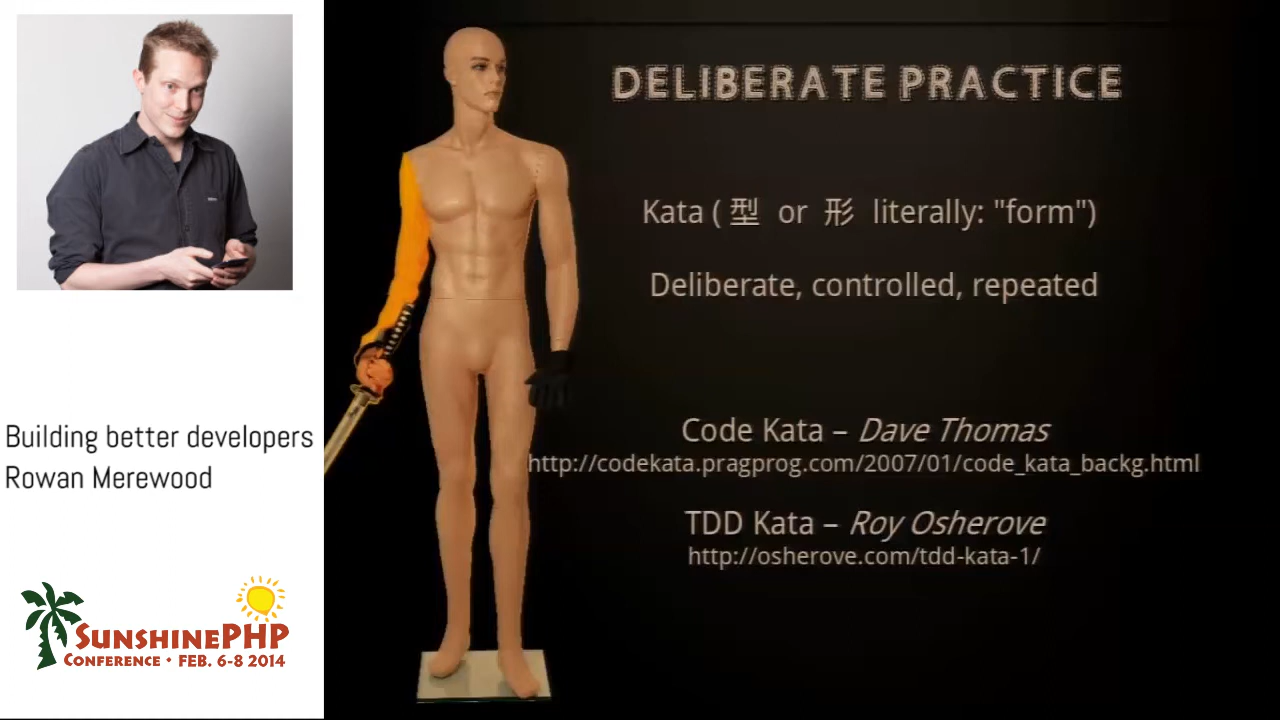 Building better developers
Rowan Merewood
SUNSHINEPHP
CONFERENCE • FEB. 6-8 2014
DELIBERATE PRACTICE
Kata ( 型 or 形 literally: "form")
Deliberate, controlled, repeated
Code Kata – Dave Thomas
http://codekata.pragprog.com/2007/01/code_kata_backg.html
TDD Kata – Roy Osherove
http://osherove.com/tdd-kata-1/